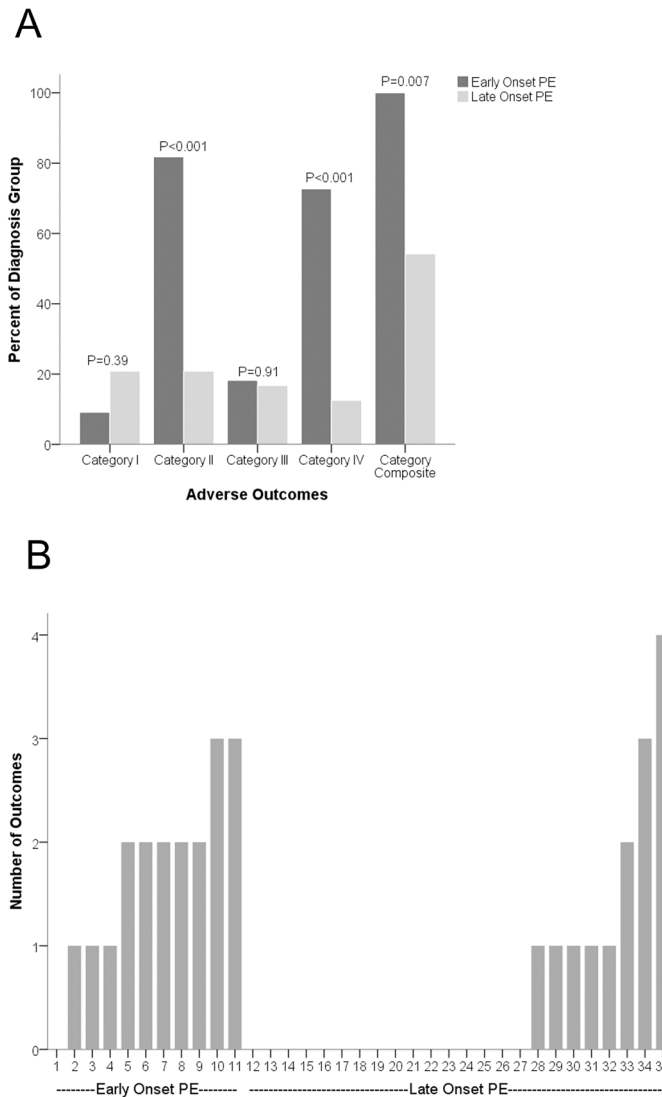 A
P=0.007
Early Onset PE
Late Onset PE
100
80
60
40
20
0
P<0.001
P<0.001
P=0.39
P=0.91
Percent of Diagnosis Group
Category I
Category II
Category III
Category IV
Category
Composite
Adverse Outcomes
B
4
3
2
1
0
Number of Outcomes
1 2 3 4 5 6 7 8 9 10 11 12 13 14 15 16 17 18 19 20 21 22 23 24 25 26 27 28 29 30 31 32 33 34
-------Early Onset PE-------
-----------------------------Late Onset PE-----------------------------